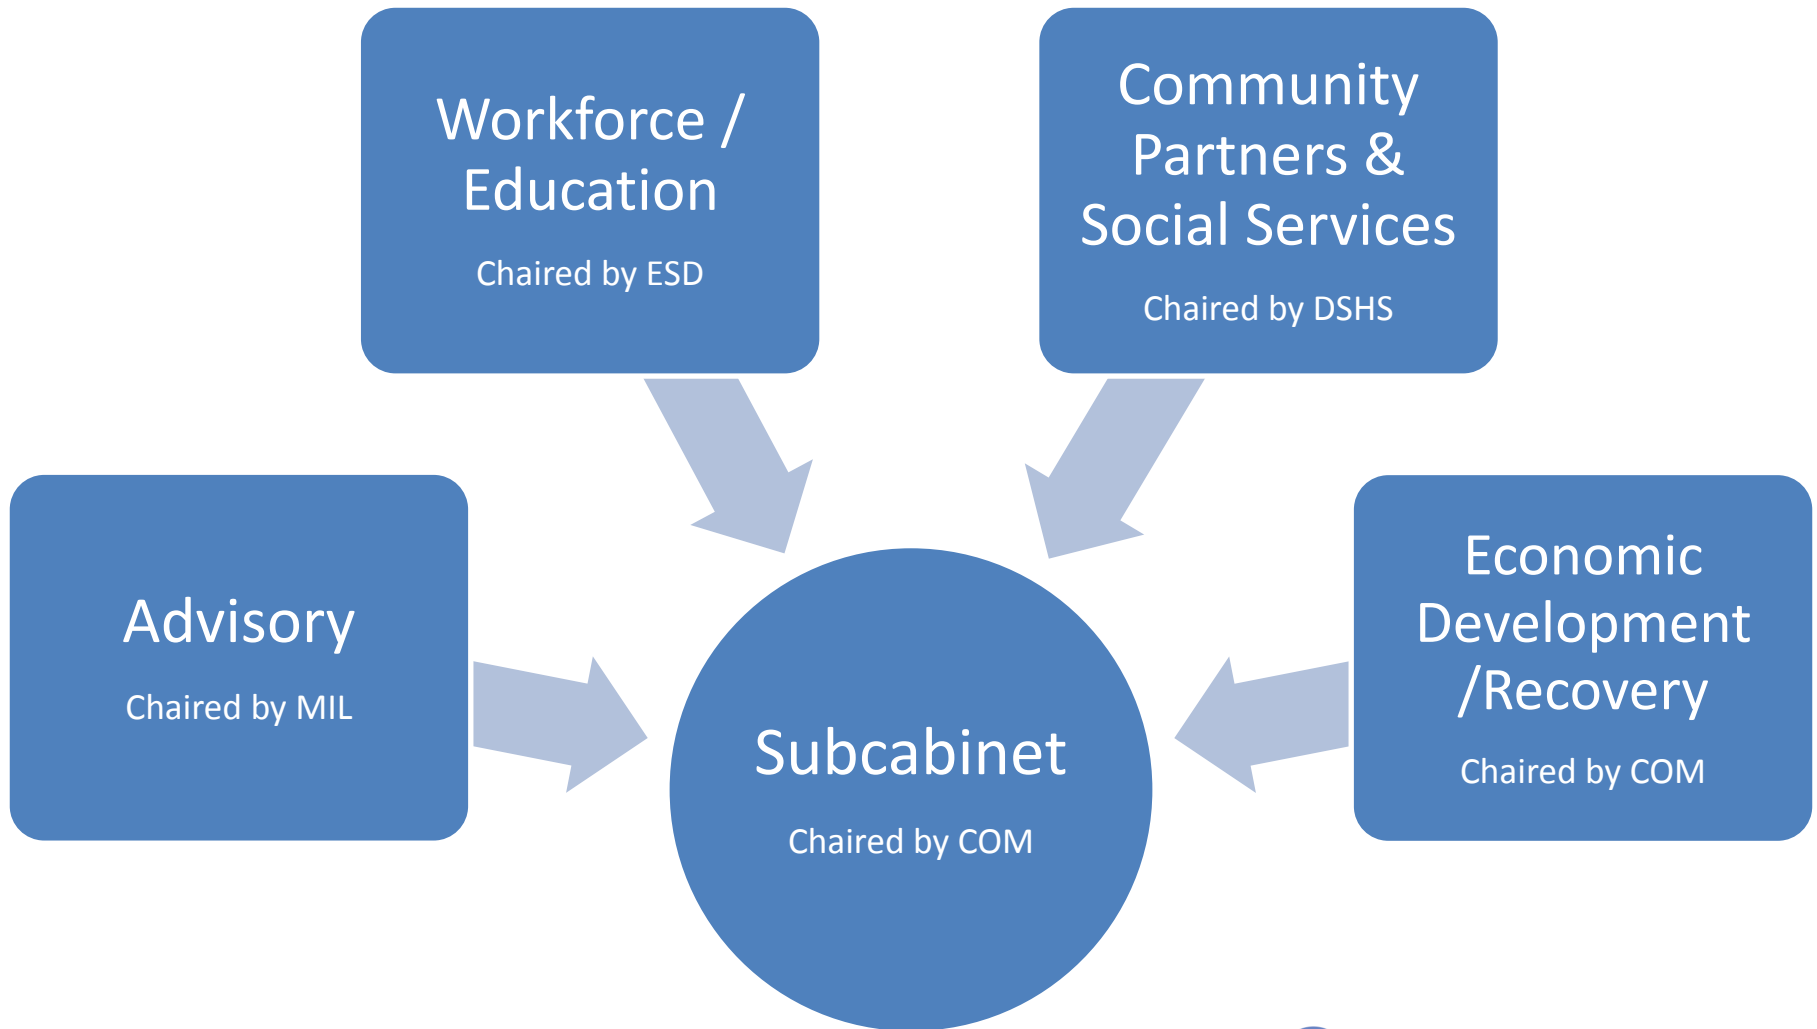 Workforce /
Education
Chaired by ESD
Community
Partners &
Social Services
Chaired by DSHS
Advisory
Chaired by MIL
Economic
Development
/Recovery
Chaired by COM
Subcabinet
Chaired by COM